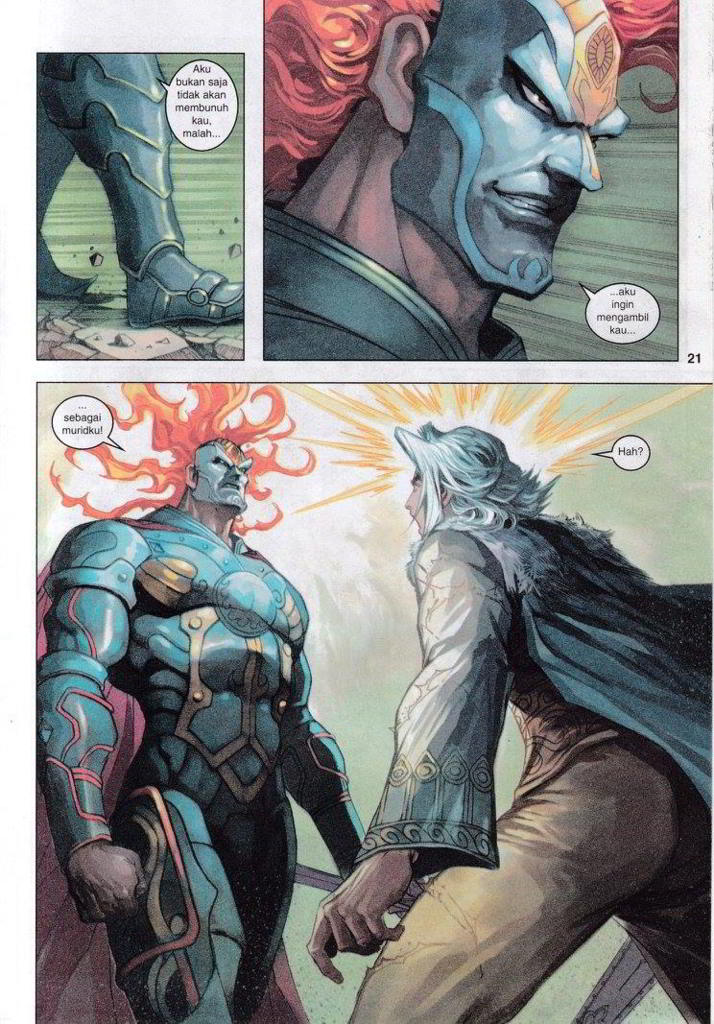 Aku
bukan saja
tidak akan
membunuh
kau,
malah...
...aku
ingin
mengambil
kau...
21
...
sebagai
muridku!
Hah?